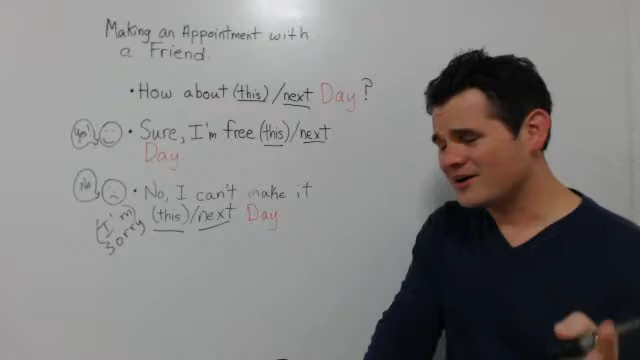 Making an Appointment with
a Friend.
• How about (this)/next Day?
Yes • Sure, I'm free (this)/next
Day
No • No, I can't make it
(I'm sorry (this)/next Day